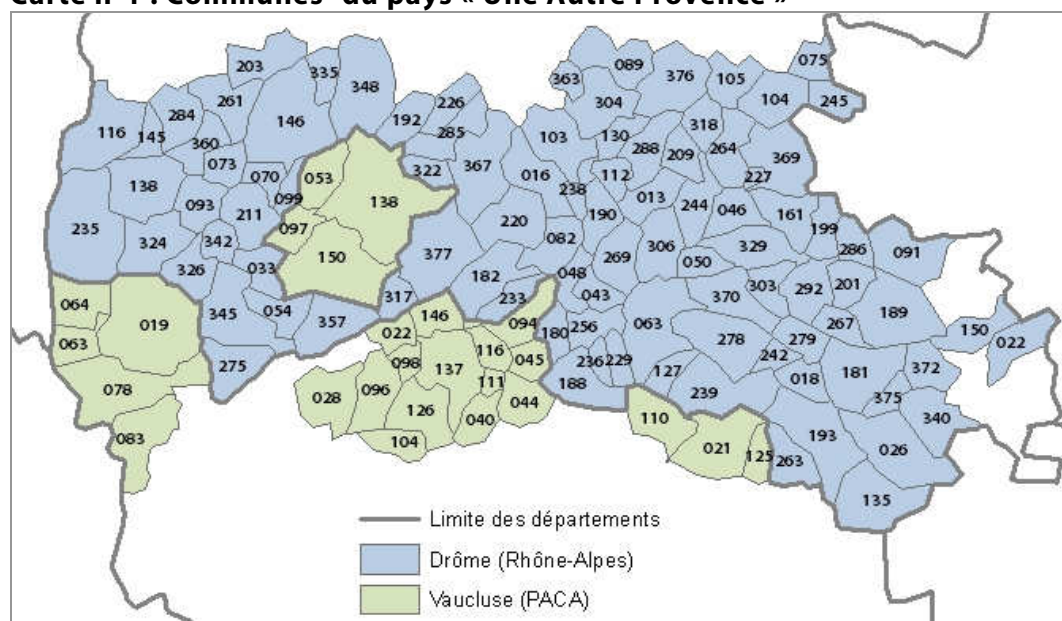 Carte n°1 : Communes du pays « Une Autre Provence »
203 335 348 363 089 376 105 075
261 304 104 245
116 145 284 146 192 226
360 285 103 130 318
073 367 288 209 264 369
138 070 053 322 016 112 227
099 138 238 013
093 211 190 244 046 161
235 324 342 097 220 082 306 329 199 286 091
326 033 150 377 182 048 269 050
064 317 233 043 370 303 292 201 189
019 345 054 357 146 094 256 063 267
063 022 180 278 279 150 022
275 098 116 045 236 229 242
078 028 096 137 111 188 127 239 018 181 372
126 040 044 375
083 104 110 193 340
021 125 263 026
135
Limite des départements
Drôme (Rhône-Alpes)
Vaucluse (PACA)